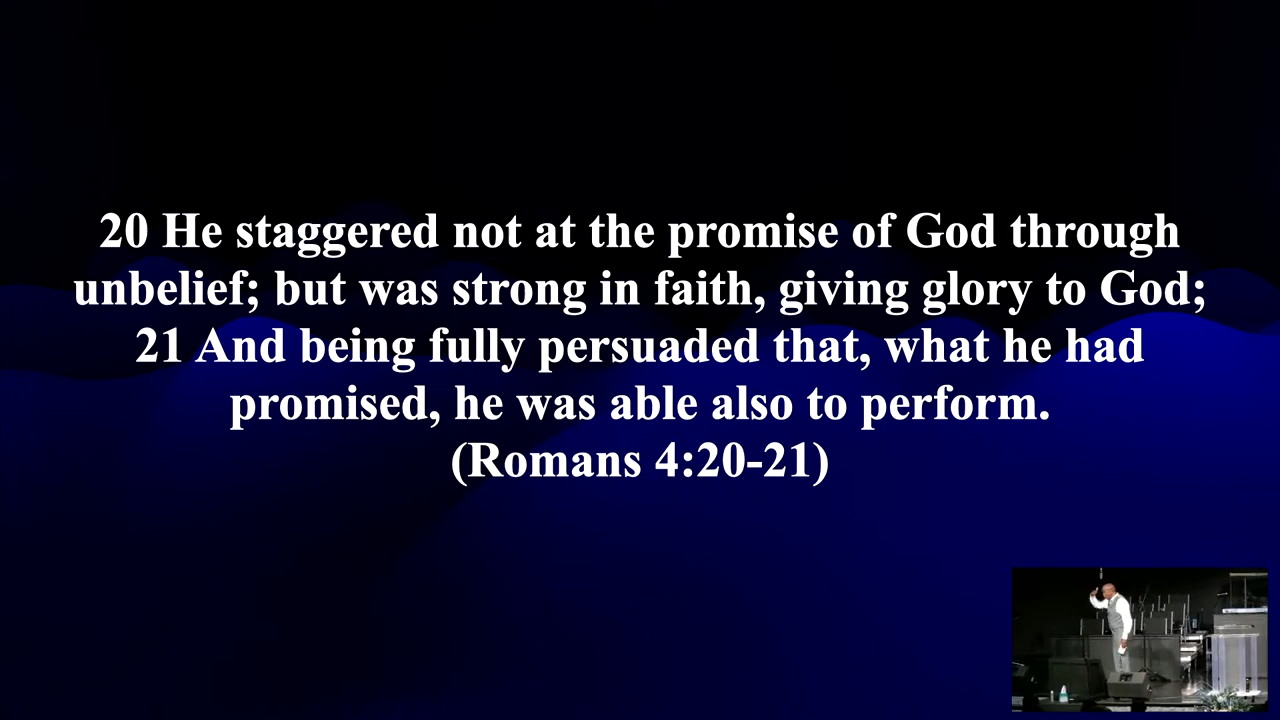 20 He staggered not at the promise of God through
unbelief; but was strong in faith, giving glory to God;
21 And being fully persuaded that, what he had
promised, he was able also to perform.
(Romans 4:20-21)